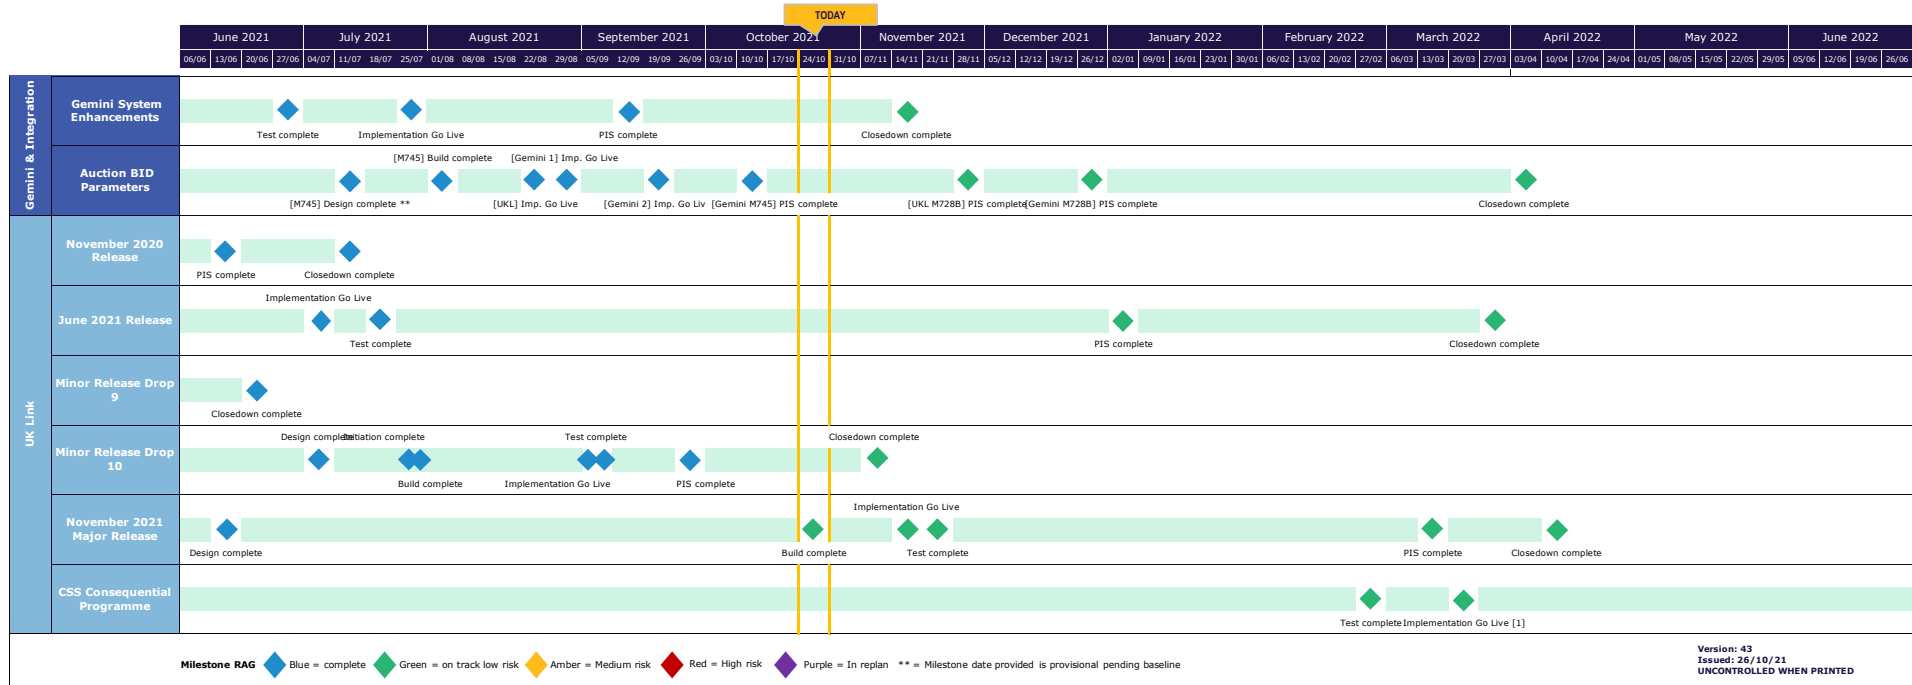 TODAY
June 2021 July 2021 August 2021 September 2021 October 2021 November 2021 December 2021 January 2022 February 2022 March 2022 April 2022 May 2022 June 2022
06/06 13/06 20/06 27/06 04/07 11/07 18/07 25/07 01/08 08/08 15/08 22/08 29/08 05/09 12/09 19/09 26/09 03/10 10/10 17/10 24/10 31/10 07/11 14/11 21/11 28/11 05/12 12/12 19/12 26/12 02/01 09/01 16/01 23/01 30/01 06/02 13/02 20/02 27/02 06/03 13/03 20/03 27/03 03/04 10/04 17/04 24/04 01/05 08/05 15/05 22/05 29/05 05/06 12/06 19/06 26/06
Gemini & Integration
Gemini System
Enhancements
Test complete Implementation Go Live PIS complete Closedown complete
Auction BID
Parameters
[M745] Build complete [Gemini 1] Imp. Go Live
[M745] Design complete ** [UKL] Imp. Go Live [Gemini 2] Imp. Go Liv [Gemini M745] PIS complete [UKL M728B] PIS complete [Gemini M728B] PIS complete Closedown complete
UK Link
November 2020
Release
PIS complete Closedown complete
June 2021 Release
Implementation Go Live
Test complete PIS complete Closedown complete
Minor Release Drop
9
Closedown complete
Minor Release Drop
10
Design complete Initiation complete Test complete Closedown complete
Build complete Implementation Go Live PIS complete
November 2021
Major Release
Implementation Go Live
Design complete Build complete Test complete PIS complete Closedown complete
CSS Consequential
Programme
Test complete Implementation Go Live [1]
Milestone RAG Blue = complete Green = on track low risk Amber = Medium risk Red = High risk Purple = In replan ** = Milestone date provided is provisional pending baseline
Version: 43
Issued: 26/10/21
UNCONTROLLED WHEN PRINTED